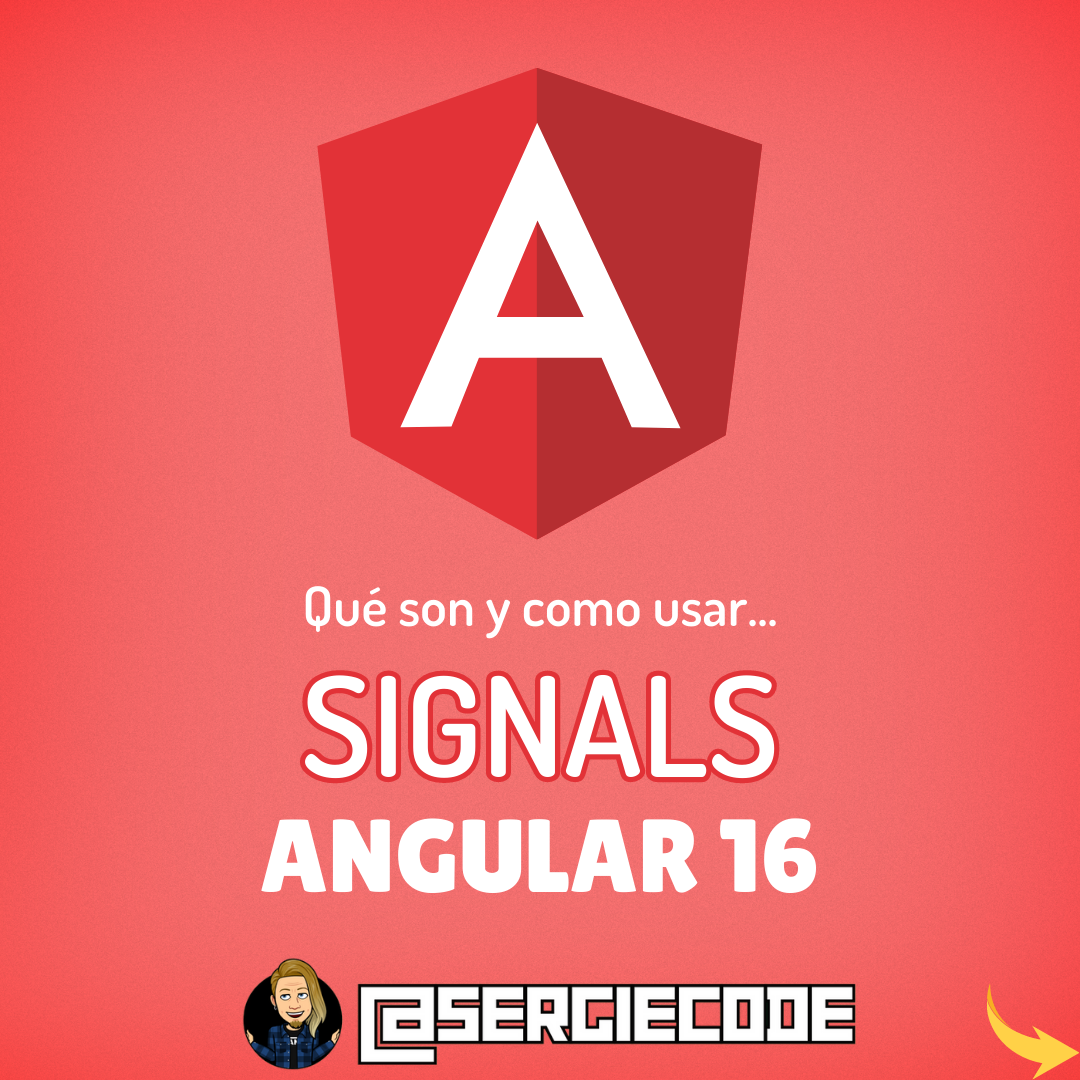 A
Qué son y como usar...
SIGNALS
ANGULAR 16
@SERGIECODE